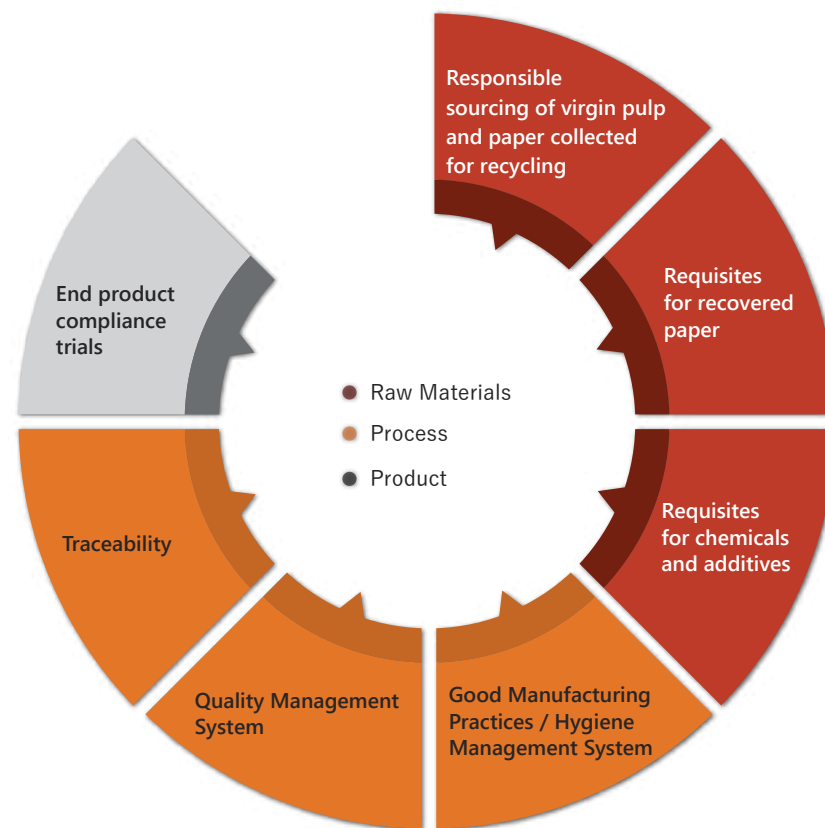 Responsible
sourcing of virgin pulp
and paper collected
for recycling
Requisites
for recovered
paper
Requisites
for chemicals
and additives
Good Manufacturing
Practices / Hygiene
Management System
Quality Management
System
Traceability
End product
compliance
trials
Raw Materials
Process
Product